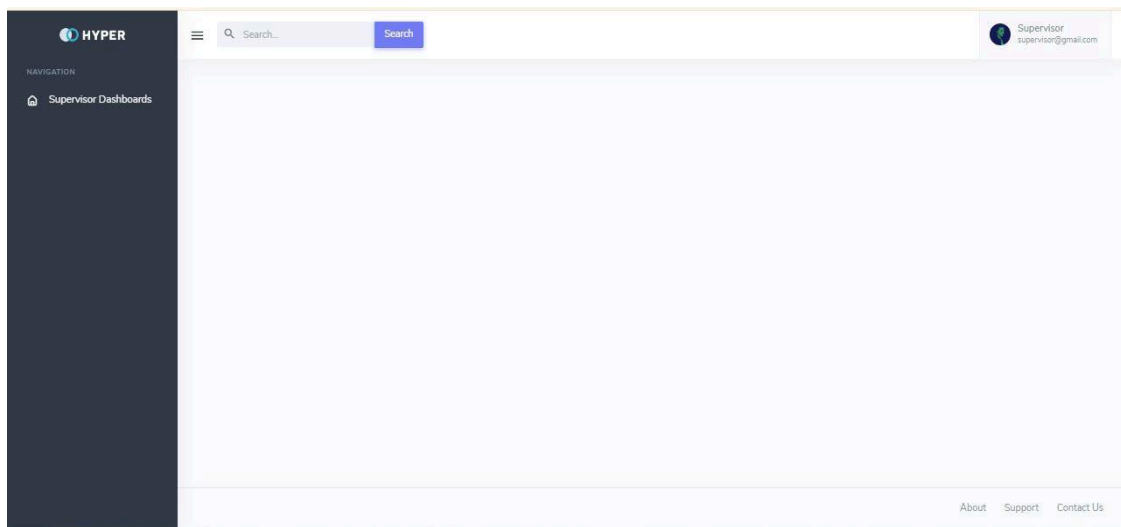 HYPER
Search...
Search
Supervisor
supervisor@gmail.com
NAVIGATION
Supervisor Dashboards
About Support Contact Us